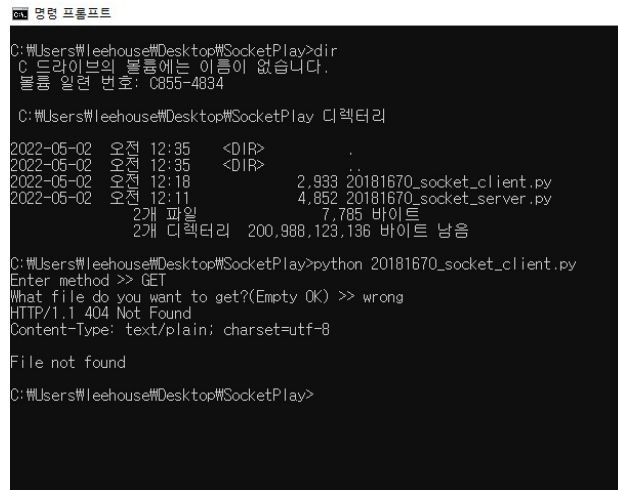 명령 프롬프트
C:₩Users₩leehouse₩Desktop₩SocketPlay>dir
C 드라이브의 볼륨에는 이름이 없습니다.
볼륨 일련 번호: C855-4834
C:₩Users₩leehouse₩Desktop₩SocketPlay 디렉터리
2022-05-02 오전 12:35 <DIR> .
2022-05-02 오전 12:35 <DIR> ..
2022-05-02 오전 12:18 2,933 20181670_socket_client.py
2022-05-02 오전 12:11 4,852 20181670_socket_server.py
2개 파일 7,785 바이트
2개 디렉터리 200,988,123,136 바이트 남음
C:₩Users₩leehouse₩Desktop₩SocketPlay>python 20181670_socket_client.py
Enter method >> GET
What file do you want to get?(Empty OK) >> wrong
HTTP/1.1 404 Not Found
Content-Type: text/plain; charset=utf-8
File not found
C:₩Users₩leehouse₩Desktop₩SocketPlay>